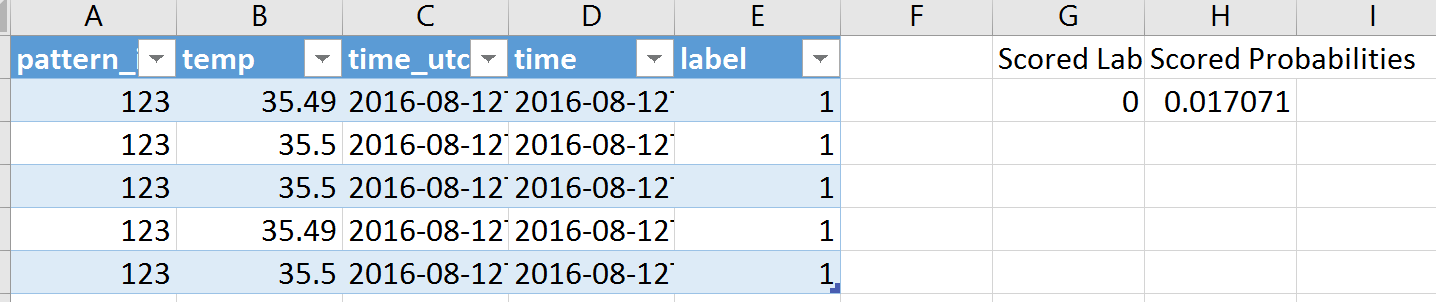 A B C D E F G H I
pattern_i temp time_utc time label Scored Lab Scored Probabilities
123 35.49 2016-08-12T 2016-08-12T 1 0 0.017071
123 35.5 2016-08-12T 2016-08-12T 1
123 35.5 2016-08-12T 2016-08-12T 1
123 35.49 2016-08-12T 2016-08-12T 1
123 35.5 2016-08-12T 2016-08-12T 1